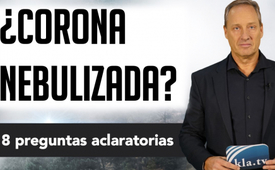 ¿CORONA
NEBULIZADA?
8 preguntas aclaratorias
kla.tv